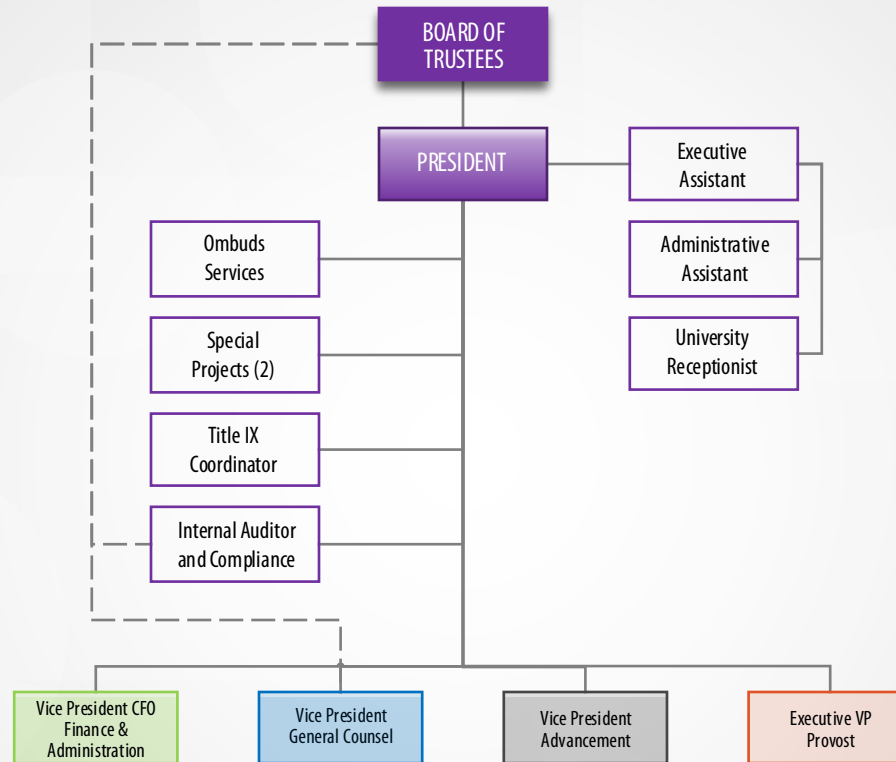 BOARD OF
TRUSTEES
PRESIDENT
Executive
Assistant
Ombuds
Services
Administrative
Assistant
Special
Projects (2)
University
Receptionist
Title IX
Coordinator
Internal Auditor
and Compliance
Vice President CFO
Finance &
Administration
Vice President
General Counsel
Vice President
Advancement
Executive VP
Provost